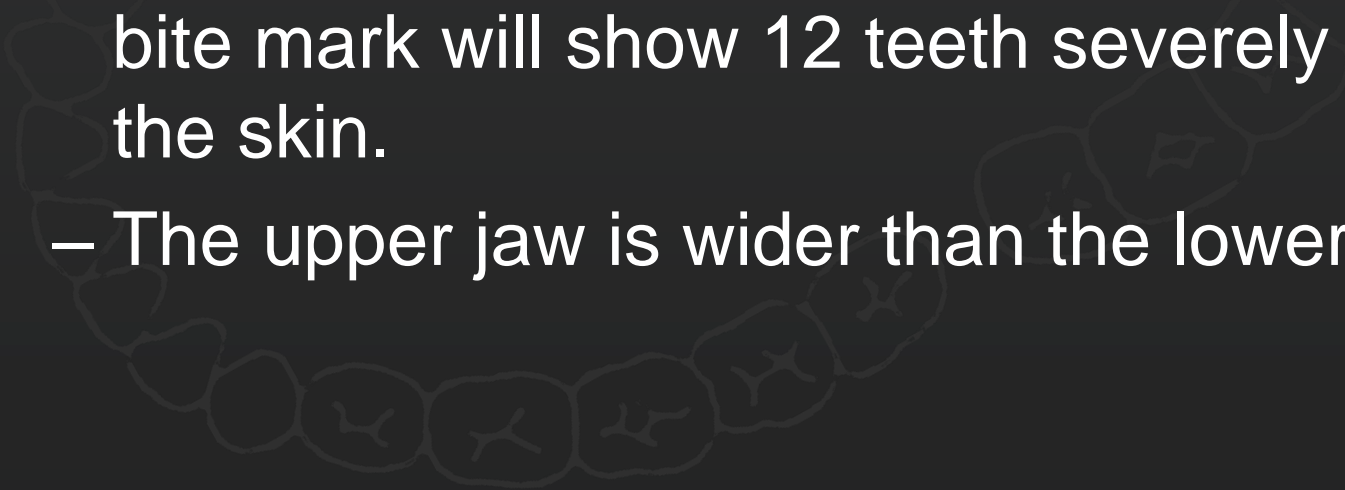 bite mark will show 12 teeth severely
the skin.
– The upper jaw is wider than the lower